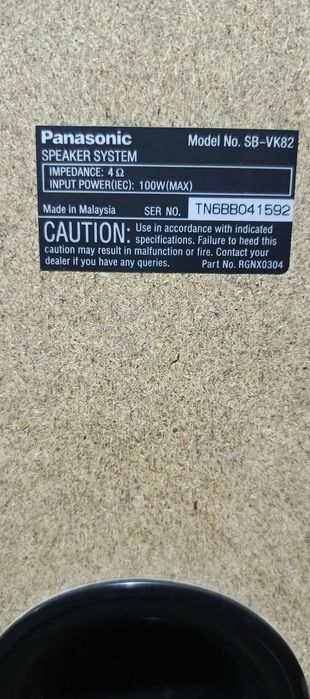 Panasonic Model No. SB-VK82
SPEAKER SYSTEM
IMPEDANCE: 4 Ω
INPUT POWER(IEC): 100W(MAX)
Made in Malaysia SER NO. TN6BB041592
CAUTION: Use in accordance with indicated
specifications. Failure to heed this
caution may result in malfunction or fire. Contact your
dealer if you have any queries. Part No. RGNX0304